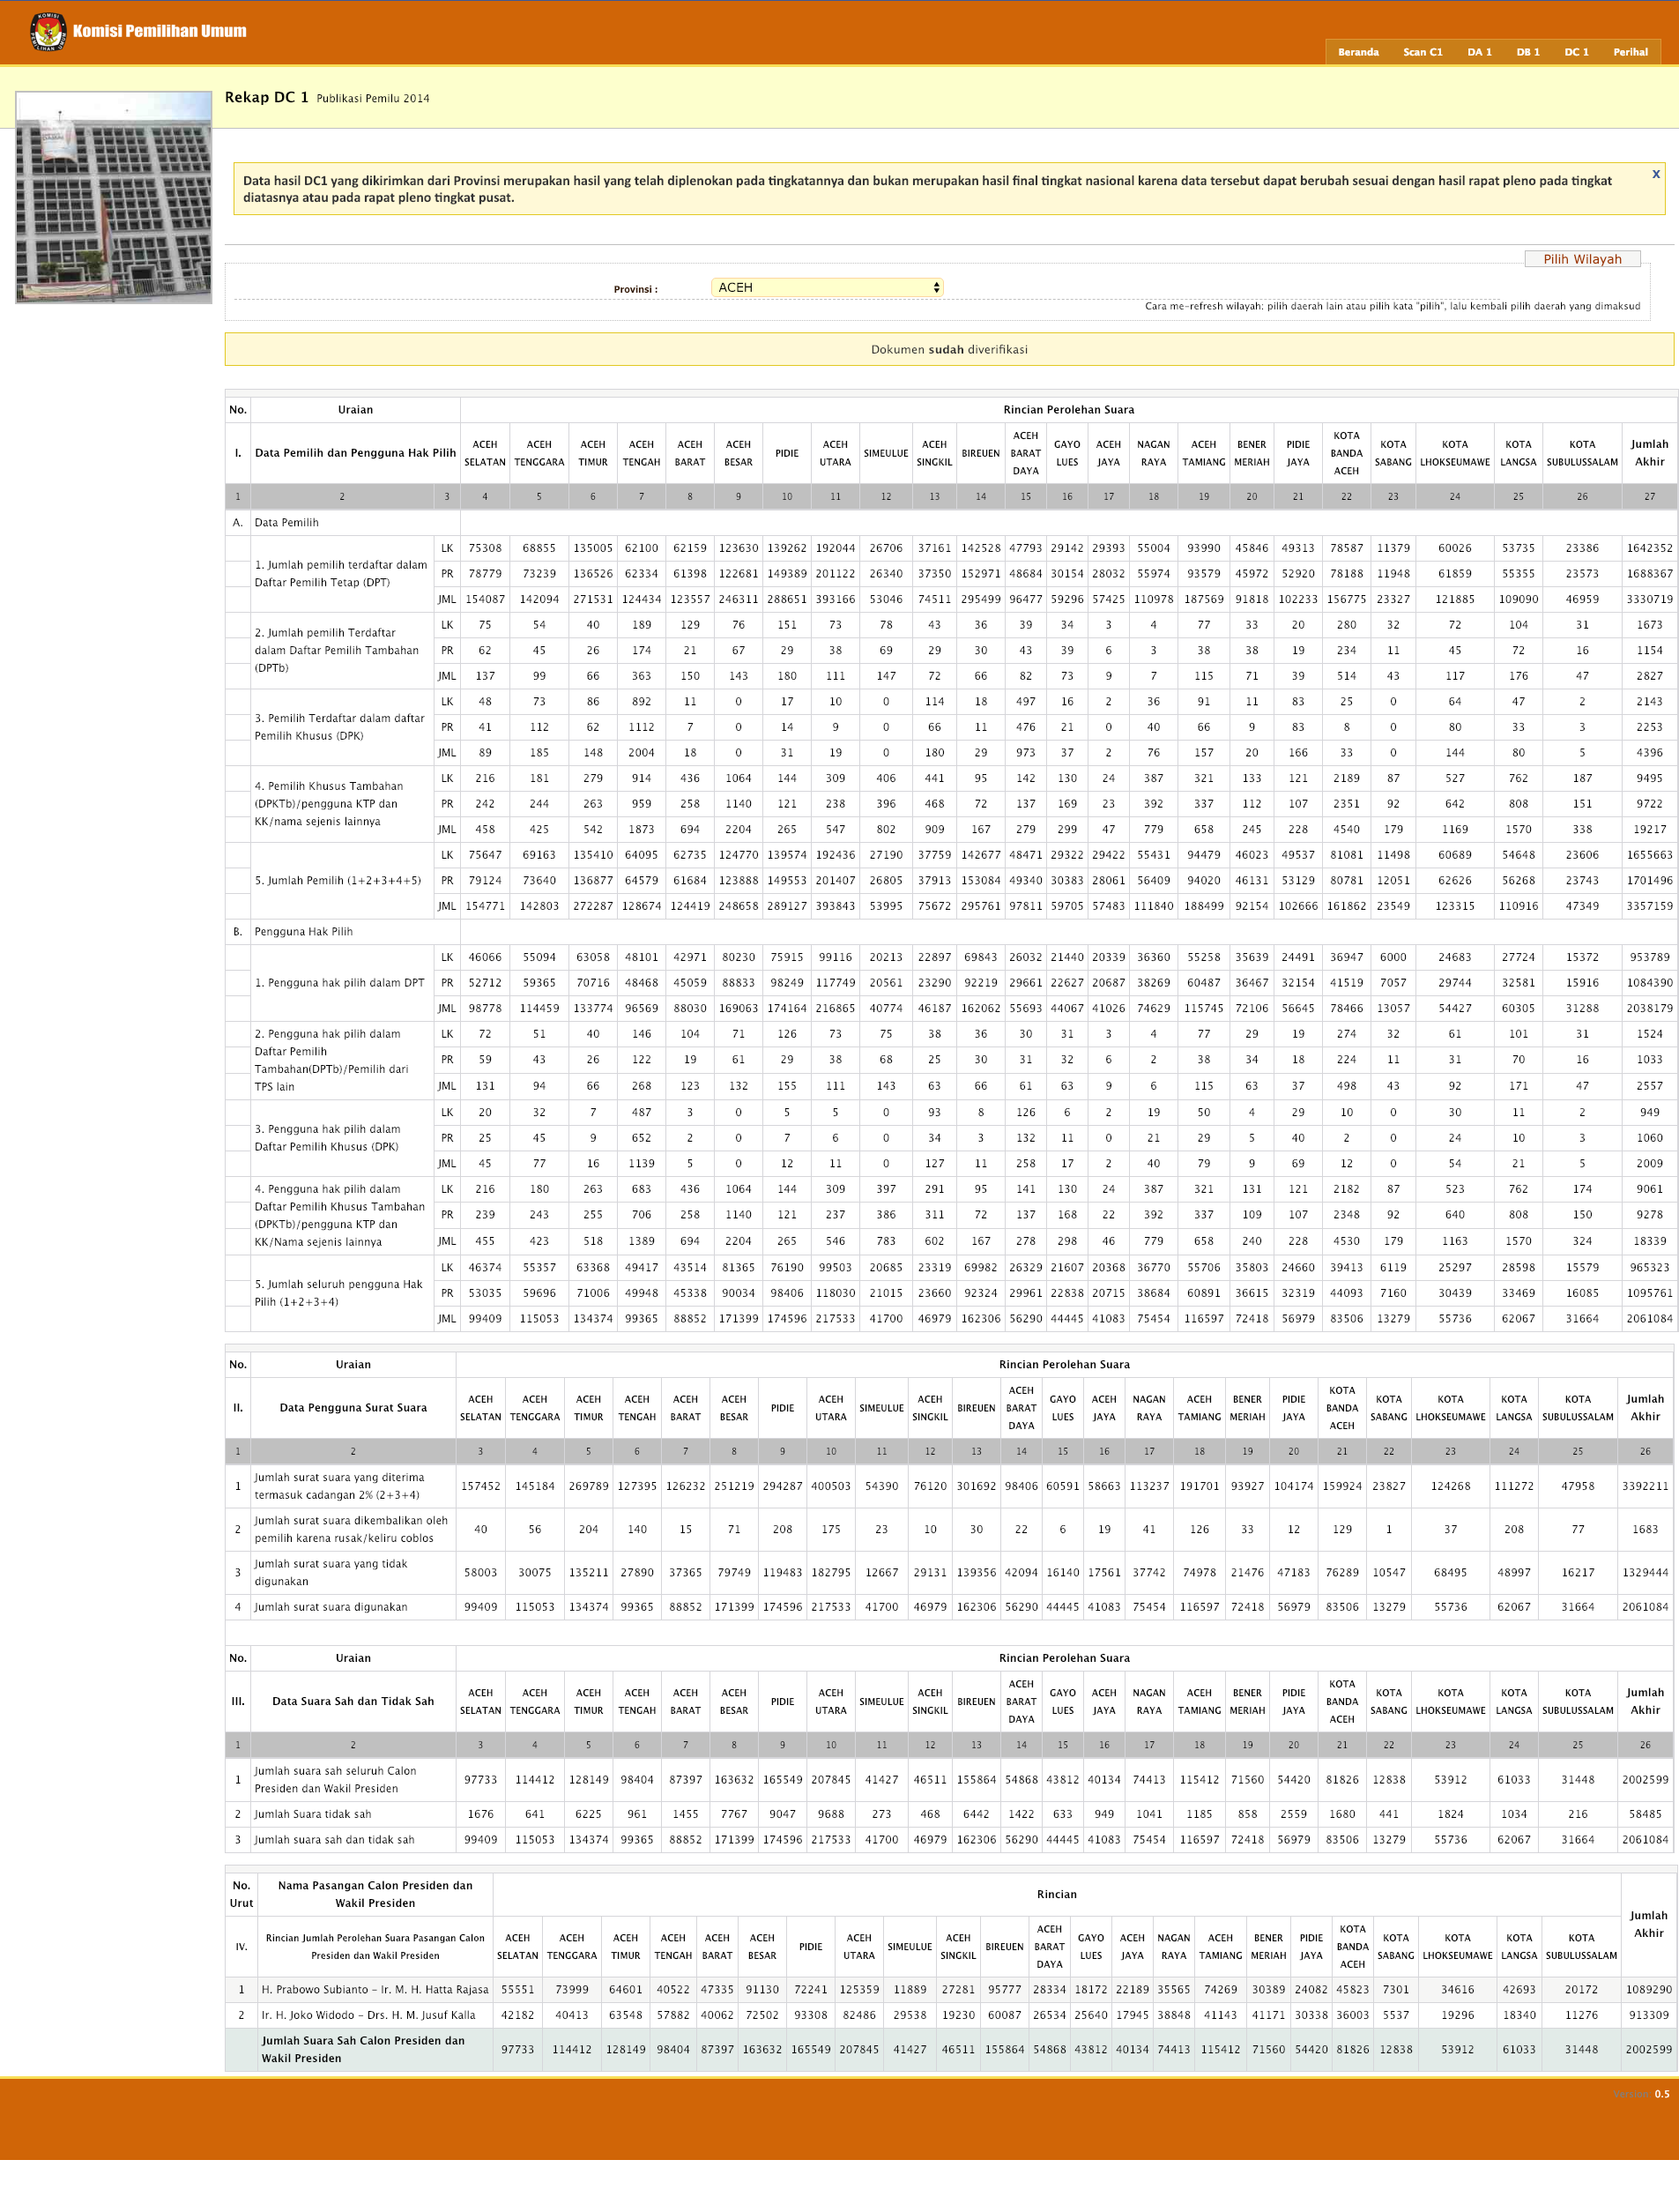 Komisi Pemilihan Umum
Beranda Scan C1 DA 1 DB 1 DC 1 Perihal
Rekap DC 1 Publikasi Pemilu 2014
Data hasil DC1 yang dikirimkan dari Provinsi merupakan hasil yang telah diplenokan pada tingkatannya dan bukan merupakan hasil final tingkat nasional karena data tersebut dapat berubah sesuai dengan hasil rapat pleno pada tingkat
diatasnya atau pada rapat pleno tingkat pusat.
x
Pilih Wilayah
Provinsi : ACEH
Cara me-refresh wilayah: pilih daerah lain atau pilih kata "pilih", lalu kembali pilih daerah yang dimaksud
Dokumen sudah diverifikasi
No. Uraian Rincian Perolehan Suara
I. Data Pemilih dan Pengguna Hak Pilih ACEH SELATAN ACEH TENGGARA ACEH TIMUR ACEH TENGAH ACEH BARAT ACEH BESAR PIDIE ACEH UTARA SIMEULUE ACEH SINGKIL BIREUEN ACEH BARAT DAYA GAYO LUES ACEH JAYA NAGAN RAYA ACEH TAMIANG BENER MERIAH PIDIE JAYA KOTA BANDA ACEH KOTA SABANG KOTA LHOKSEUMAWE KOTA LANGSA KOTA SUBULUSSALAM Jumlah Akhir
1 2 3 4 5 6 7 8 9 10 11 12 13 14 15 16 17 18 19 20 21 22 23 24 25 26 27
A. Data Pemilih
1. Jumlah pemilih terdaftar dalam Daftar Pemilih Tetap (DPT)
LK 75308 68855 135005 62100 62159 123630 139262 192044 26706 37161 142528 47793 29142 29393 55004 93990 45846 49313 78587 11379 60026 53735 23386 1642352
PR 78779 73239 136526 62334 61398 122681 149389 201122 26340 37350 152971 48684 30154 28032 55974 93579 45972 52920 78188 11948 61859 55355 23573 1688367
JML 154087 142094 271531 124434 123557 246311 288651 393166 53046 74511 295499 96477 59296 57425 110978 187569 91818 102233 156775 23327 121885 109090 46959 3330719
2. Jumlah pemilih Terdaftar dalam Daftar Pemilih Tambahan (DPTb)
LK 75 54 40 189 129 76 151 73 78 43 36 39 34 3 4 77 33 20 280 32 72 104 31 1673
PR 62 45 26 174 21 67 29 38 69 29 30 43 39 6 3 38 38 19 234 11 45 72 16 1154
JML 137 99 66 363 150 143 180 111 147 72 66 82 73 9 7 115 71 39 514 43 117 176 47 2827
3. Pemilih Terdaftar dalam daftar Pemilih Khusus (DPK)
LK 48 73 86 892 11 0 17 10 0 114 18 497 16 2 36 91 11 83 25 0 64 47 2 2143
PR 41 112 62 1112 7 0 14 9 0 66 11 476 21 0 40 66 9 83 8 0 80 33 3 2253
JML 89 185 148 2004 18 0 31 19 0 180 29 973 37 2 76 157 20 166 33 0 144 80 5 4396
4. Pemilih Khusus Tambahan (DPKTb)/pengguna KTP dan KK/nama sejenis lainnya
LK 216 181 279 914 436 1064 144 309 406 441 95 142 130 24 387 321 133 121 2189 87 527 762 187 9495
PR 242 244 263 959 258 1140 121 238 396 468 72 137 169 23 392 337 112 107 2351 92 642 808 151 9722
JML 458 425 542 1873 694 2204 265 547 802 909 167 279 299 47 779 658 245 228 4540 179 1169 1570 338 19217
5. Jumlah Pemilih (1+2+3+4+5)
LK 75647 69163 135410 64095 62735 124770 139574 192436 27190 37759 142677 48471 29322 29422 55431 94479 46023 49537 81081 11498 60689 54648 23606 1655663
PR 79124 73640 136877 64579 61684 123888 149553 201407 26805 37913 153084 49340 30383 28061 56409 94020 46131 53129 80781 12051 62626 56268 23743 1701496
JML 154771 142803 272287 128674 124419 248658 289127 393843 53995 75672 295761 97811 59705 57483 111840 188499 92154 102666 161862 23549 123315 110916 47349 3357159
B. Pengguna Hak Pilih
1. Pengguna hak pilih dalam DPT
LK 46066 55094 63058 48101 42971 80230 75915 99116 20213 22897 69843 26032 21440 20339 36360 55258 35639 24491 36947 6000 24683 27724 15372 953789
PR 52712 59365 70716 48468 45059 88833 98249 117749 20561 23290 92219 29661 22627 20687 38269 60487 36467 32154 41519 7057 29744 32581 15916 1084390
JML 98778 114459 133774 96569 88030 169063 174164 216865 40774 46187 162062 55693 44067 41026 74629 115745 72106 56645 78466 13057 54427 60305 31288 2038179
2. Pengguna hak pilih dalam Daftar Pemilih Tambahan(DPTb)/Pemilih dari TPS lain
LK 72 51 40 146 104 71 126 73 75 38 36 30 31 3 4 77 29 19 274 32 61 101 31 1524
PR 59 43 26 122 19 61 29 38 68 25 30 31 32 6 2 38 34 18 224 11 31 70 16 1033
JML 131 94 66 268 123 132 155 111 143 63 66 61 63 9 6 115 63 37 498 43 92 171 47 2557
3. Pengguna hak pilih dalam Daftar Pemilih Khusus (DPK)
LK 20 32 7 487 3 0 5 5 0 93 8 126 6 2 19 50 4 29 10 0 30 11 2 949
PR 25 45 9 652 2 0 7 6 0 34 3 132 11 0 21 29 5 40 2 0 24 10 3 1060
JML 45 77 16 1139 5 0 12 11 0 127 11 258 17 2 40 79 9 69 12 0 54 21 5 2009
4. Pengguna hak pilih dalam Daftar Pemilih Khusus Tambahan (DPKTb)/pengguna KTP dan KK/Nama sejenis lainnya
LK 216 180 263 683 436 1064 144 309 397 291 95 141 130 24 387 321 131 121 2182 87 523 762 174 9061
PR 239 243 255 706 258 1140 121 237 386 311 72 137 168 22 392 337 109 107 2348 92 640 808 150 9278
JML 455 423 518 1389 694 2204 265 546 783 602 167 278 298 46 779 658 240 228 4530 179 1163 1570 324 18339
5. Jumlah seluruh pengguna Hak Pilih (1+2+3+4)
LK 46374 55357 63368 49417 43514 81365 76190 99503 20685 23319 69982 26329 21607 20368 36770 55706 35803 24660 39413 6119 25297 28598 15579 965323
PR 53035 59696 71006 49948 45338 90034 98406 118030 21015 23660 92324 29961 22838 20715 38684 60891 36615 32319 44093 7160 30439 33469 16085 1095761
JML 99409 115053 134374 99365 88852 171399 174596 217533 41700 46979 162306 56290 44445 41083 75454 116597 72418 56979 83506 13279 55736 62067 31664 2061084
No. Uraian Rincian Perolehan Suara
II. Data Pengguna Surat Suara ACEH SELATAN ACEH TENGGARA ACEH TIMUR ACEH TENGAH ACEH BARAT ACEH BESAR PIDIE ACEH UTARA SIMEULUE ACEH SINGKIL BIREUEN ACEH BARAT DAYA GAYO LUES ACEH JAYA NAGAN RAYA ACEH TAMIANG BENER MERIAH PIDIE JAYA KOTA BANDA ACEH KOTA SABANG KOTA LHOKSEUMAWE KOTA LANGSA KOTA SUBULUSSALAM Jumlah Akhir
1 2 3 4 5 6 7 8 9 10 11 12 13 14 15 16 17 18 19 20 21 22 23 24 25 26
1 Jumlah surat suara yang diterima termasuk cadangan 2% (2+3+4) 157452 145184 269789 127395 126232 251219 294287 400503 54390 76120 301692 98406 60591 58663 113237 191701 93927 104174 159924 23827 124268 111272 47958 3392211
2 Jumlah surat suara dikembalikan oleh pemilih karena rusak/keliru coblos 40 56 204 140 15 71 208 175 23 10 30 22 6 19 41 126 33 12 129 1 37 208 77 1683
3 Jumlah surat suara yang tidak digunakan 58003 30075 135211 27890 37365 79749 119483 182795 12667 29131 139356 42094 16140 17561 37742 74978 21476 47183 76289 10547 68495 48997 16217 1329444
4 Jumlah surat suara digunakan 99409 115053 134374 99365 88852 171399 174596 217533 41700 46979 162306 56290 44445 41083 75454 116597 72418 56979 83506 13279 55736 62067 31664 2061084
No. Uraian Rincian Perolehan Suara
III. Data Suara Sah dan Tidak Sah ACEH SELATAN ACEH TENGGARA ACEH TIMUR ACEH TENGAH ACEH BARAT ACEH BESAR PIDIE ACEH UTARA SIMEULUE ACEH SINGKIL BIREUEN ACEH BARAT DAYA GAYO LUES ACEH JAYA NAGAN RAYA ACEH TAMIANG BENER MERIAH PIDIE JAYA KOTA BANDA ACEH KOTA SABANG KOTA LHOKSEUMAWE KOTA LANGSA KOTA SUBULUSSALAM Jumlah Akhir
1 2 3 4 5 6 7 8 9 10 11 12 13 14 15 16 17 18 19 20 21 22 23 24 25 26
1 Jumlah suara sah seluruh Calon Presiden dan Wakil Presiden 97733 114412 128149 98404 87397 163632 165549 207845 41427 46511 155864 54868 43812 40134 74413 115412 71560 54420 81826 12838 53912 61033 31448 2002599
2 Jumlah Suara tidak sah 1676 641 6225 961 1455 7767 9047 9688 273 468 6442 1422 633 949 1041 1185 858 2559 1680 441 1824 1034 216 58485
3 Jumlah suara sah dan tidak sah 99409 115053 134374 99365 88852 171399 174596 217533 41700 46979 162306 56290 44445 41083 75454 116597 72418 56979 83506 13279 55736 62067 31664 2061084
No. Urut Nama Pasangan Calon Presiden dan Wakil Presiden Rincian Jumlah Akhir
IV. Rincian Jumlah Perolehan Suara Pasangan Calon Presiden dan Wakil Presiden ACEH SELATAN ACEH TENGGARA ACEH TIMUR ACEH TENGAH ACEH BARAT ACEH BESAR PIDIE ACEH UTARA SIMEULUE ACEH SINGKIL BIREUEN ACEH BARAT DAYA GAYO LUES ACEH JAYA NAGAN RAYA ACEH TAMIANG BENER MERIAH PIDIE JAYA KOTA BANDA ACEH KOTA SABANG KOTA LHOKSEUMAWE KOTA LANGSA KOTA SUBULUSSALAM
1 H. Prabowo Subianto - Ir. M. H. Hatta Rajasa 55551 73999 64601 40522 47335 91130 72241 125359 11889 27281 95777 28334 18172 22189 35565 74269 30389 24082 45823 7301 34616 42693 20172 1089290
2 Ir. H. Joko Widodo - Drs. H. M. Jusuf Kalla 42182 40413 63548 57882 40062 72502 93308 82486 29538 19230 60087 26534 25640 17945 38848 41143 41171 30338 36003 5537 19296 18340 11276 913309
Jumlah Suara Sah Calon Presiden dan Wakil Presiden 97733 114412 128149 98404 87397 163632 165549 207845 41427 46511 155864 54868 43812 40134 74413 115412 71560 54420 81826 12838 53912 61033 31448 2002599
0.5